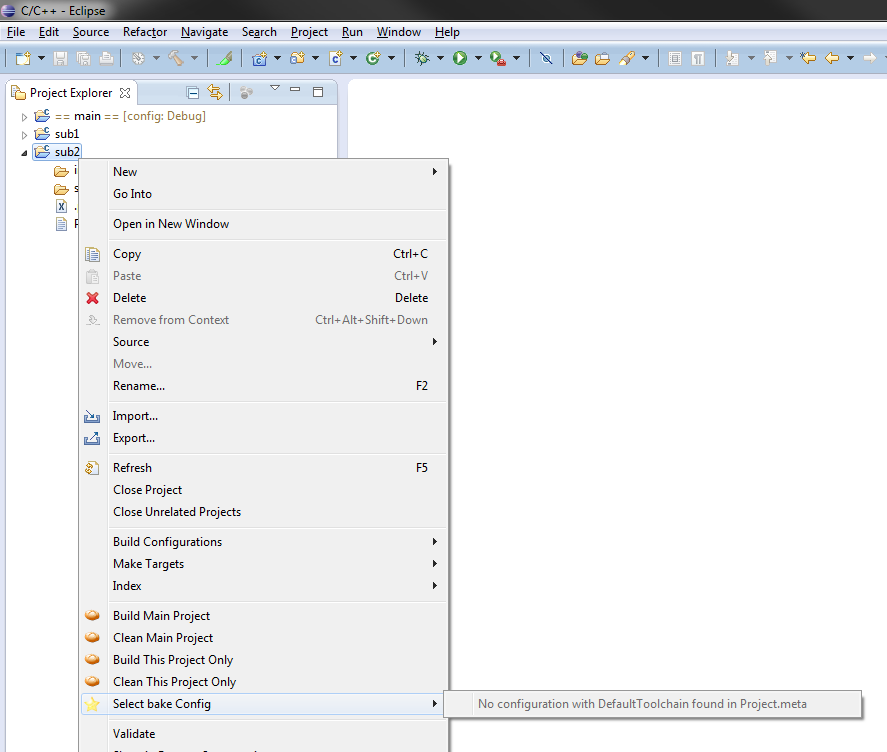 C/C++ - Eclipse
File Edit Source Refactor Navigate Search Project Run Window Help
Project Explorer
== main == [config: Debug]
sub1
sub2
New
Go Into
Open in New Window
Copy Ctrl+C
Paste Ctrl+V
Delete Delete
Remove from Context Ctrl+Alt+Shift+Down
Source
Move...
Rename... F2
Import...
Export...
Refresh F5
Close Project
Close Unrelated Projects
Build Configurations
Make Targets
Index
Build Main Project
Clean Main Project
Build This Project Only
Clean This Project Only
Select bake Config
No configuration with DefaultToolchain found in Project.meta
Validate